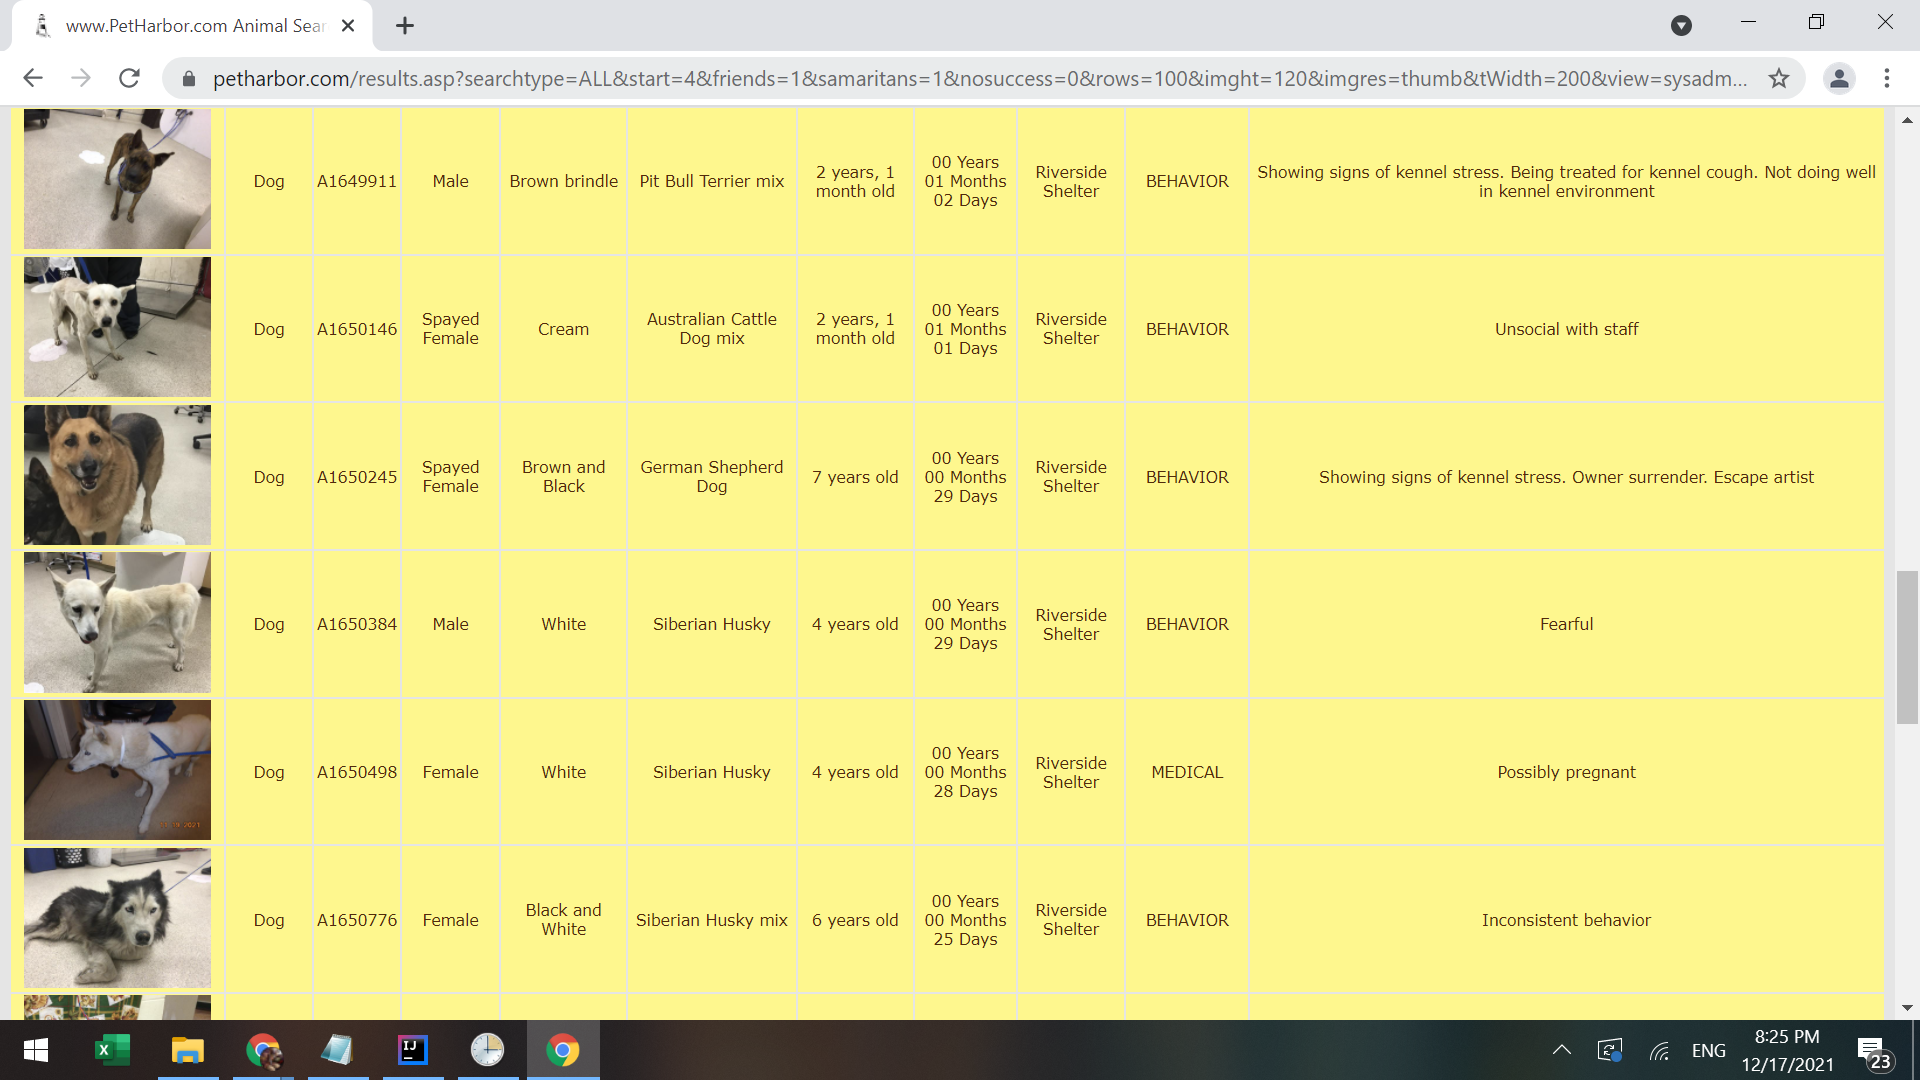 www.PetHarbor.com Animal Sear
petharbor.com/results.asp?searchtype=ALL&start=4&friends=1&samaritans=1&nosuccess=0&rows=100&imght=120&imgres=thumb&tWidth=200&view=sysadm...
Dog
A1649911
Male
Brown brindle
Pit Bull Terrier mix
2 years, 1
month old
00 Years
01 Months
02 Days
Riverside
Shelter
BEHAVIOR
Showing signs of kennel stress. Being treated for kennel cough. Not doing well
in kennel environment
Dog
A1650146
Spayed
Female
Cream
Australian Cattle
Dog mix
2 years, 1
month old
00 Years
01 Months
01 Days
Riverside
Shelter
BEHAVIOR
Unsocial with staff
Dog
A1650245
Spayed
Female
Brown and
Black
German Shepherd
Dog
7 years old
00 Years
00 Months
29 Days
Riverside
Shelter
BEHAVIOR
Showing signs of kennel stress. Owner surrender. Escape artist
Dog
A1650384
Male
White
Siberian Husky
4 years old
00 Years
00 Months
29 Days
Riverside
Shelter
BEHAVIOR
Fearful
Dog
A1650498
Female
White
Siberian Husky
4 years old
00 Years
00 Months
28 Days
Riverside
Shelter
MEDICAL
Possibly pregnant
Dog
A1650776
Female
Black and
White
Siberian Husky mix
6 years old
00 Years
00 Months
25 Days
Riverside
Shelter
BEHAVIOR
Inconsistent behavior
IJ
ENG
8:25 PM
12/17/2021
23